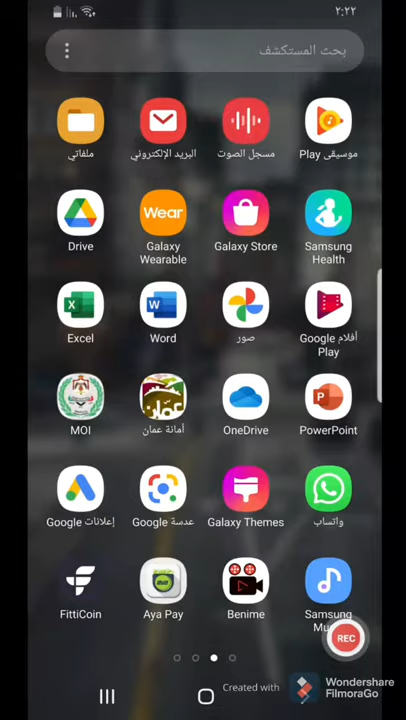 ٢:٢٢
بحث المستكشف
موسيقى Play
مسجل الصوت
البريد الإلكتروني
ملفاتي
Samsung Health
Galaxy Store
Wear
Galaxy Wearable
Drive
أفلام Google Play
صور
Word
Excel
PowerPoint
OneDrive
عمان
أمانة عمان
MOI
واتساب
Galaxy Themes
عدسة Google
إعلانات Google
Samsung
Benime
Aya Pay
FittiCoin
REC
Created with
Wondershare
FilmoraGo